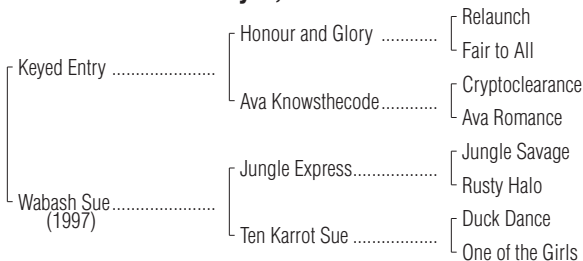 Relaunch
Honour and Glory ............
Fair to All
Keyed Entry ......................
Cryptoclearance
Ava Knowsthecode............
Ava Romance
Jungle Savage
Jungle Express..................
Rusty Halo
Wabash Sue......................
(1997)
Duck Dance
Ten Karrot Sue ..................
One of the Girls